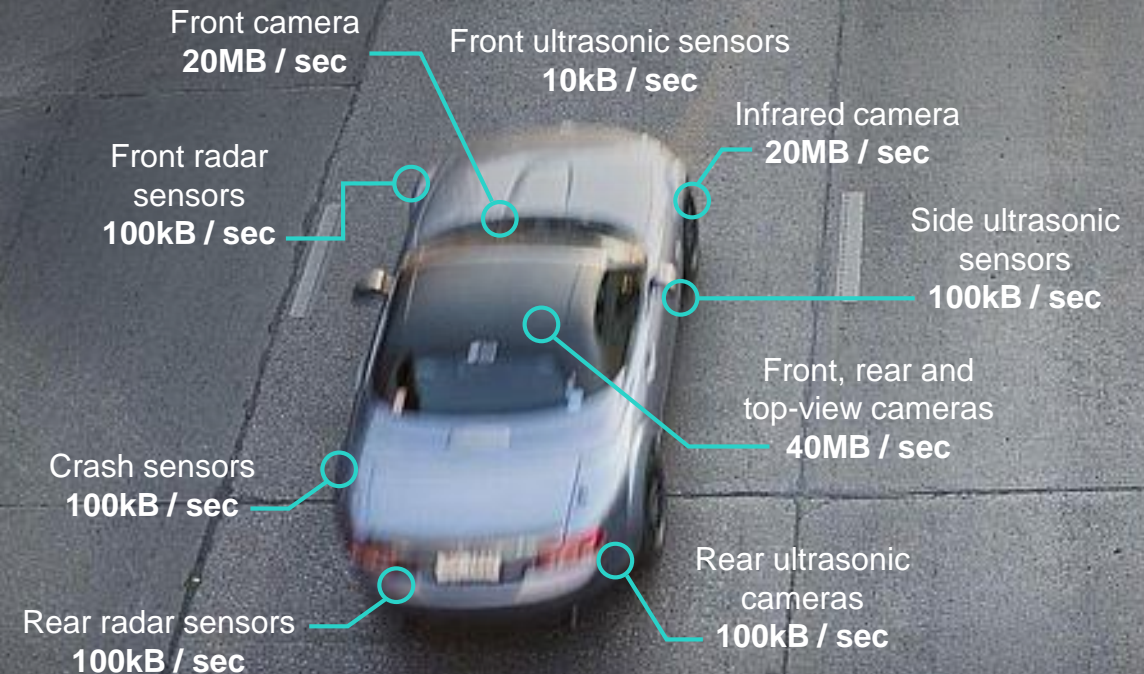 Front camera
20MB / sec
Front ultrasonic sensors
10kB / sec
Infrared camera
20MB / sec
Front radar
sensors
100kB / sec
Side ultrasonic
sensors
100kB / sec
Front, rear and
top-view cameras
40MB / sec
Crash sensors
100kB / sec
Rear ultrasonic
cameras
100kB / sec
Rear radar sensors
100kB / sec